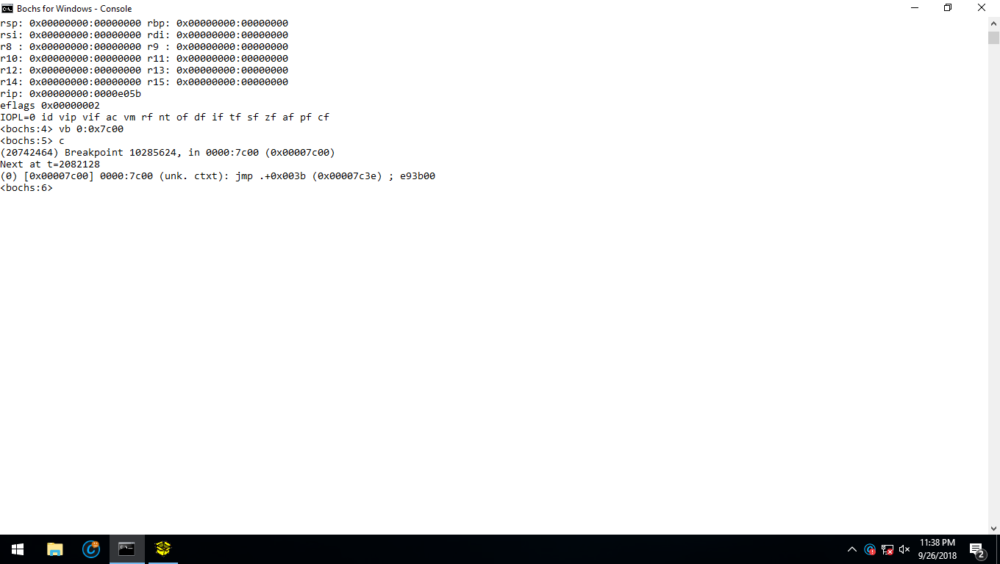 Bochs for Windows - Console
rsp: 0x00000000:00000000 rbp: 0x00000000:00000000
rsi: 0x00000000:00000000 rdi: 0x00000000:00000000
r8 : 0x00000000:00000000 r9 : 0x00000000:00000000
r10: 0x00000000:00000000 r11: 0x00000000:00000000
r12: 0x00000000:00000000 r13: 0x00000000:00000000
r14: 0x00000000:00000000 r15: 0x00000000:00000000
rip: 0x00000000:0000e05b
eflags 0x00000002
IOPL=0 id vip vif ac vm rf nt of df if tf sf zf af pf cf
<bochs:4> vb 0:0x7c00
<bochs:5> c
(20742464) Breakpoint 10285624, in 0000:7c00 (0x00007c00)
Next at t=2082128
(0) [0x00007c00] 0000:7c00 (unk. ctxt): jmp .+0x003b (0x00007c3e) ; e93b00
<bochs:6>
11:38 PM
9/26/2018
2